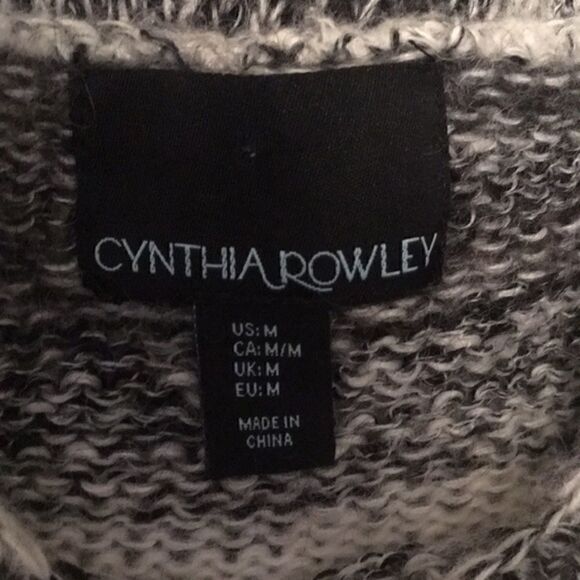 CYNTHIA ROWLEY
US: M
CA: M/M
UK: M
EU: M
MADE IN
CHINA